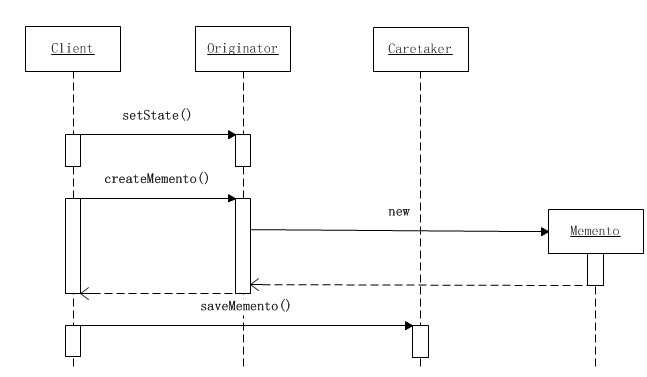 Client
Originator
Caretaker
setState()
createMemento()
new
Memento
saveMemento()